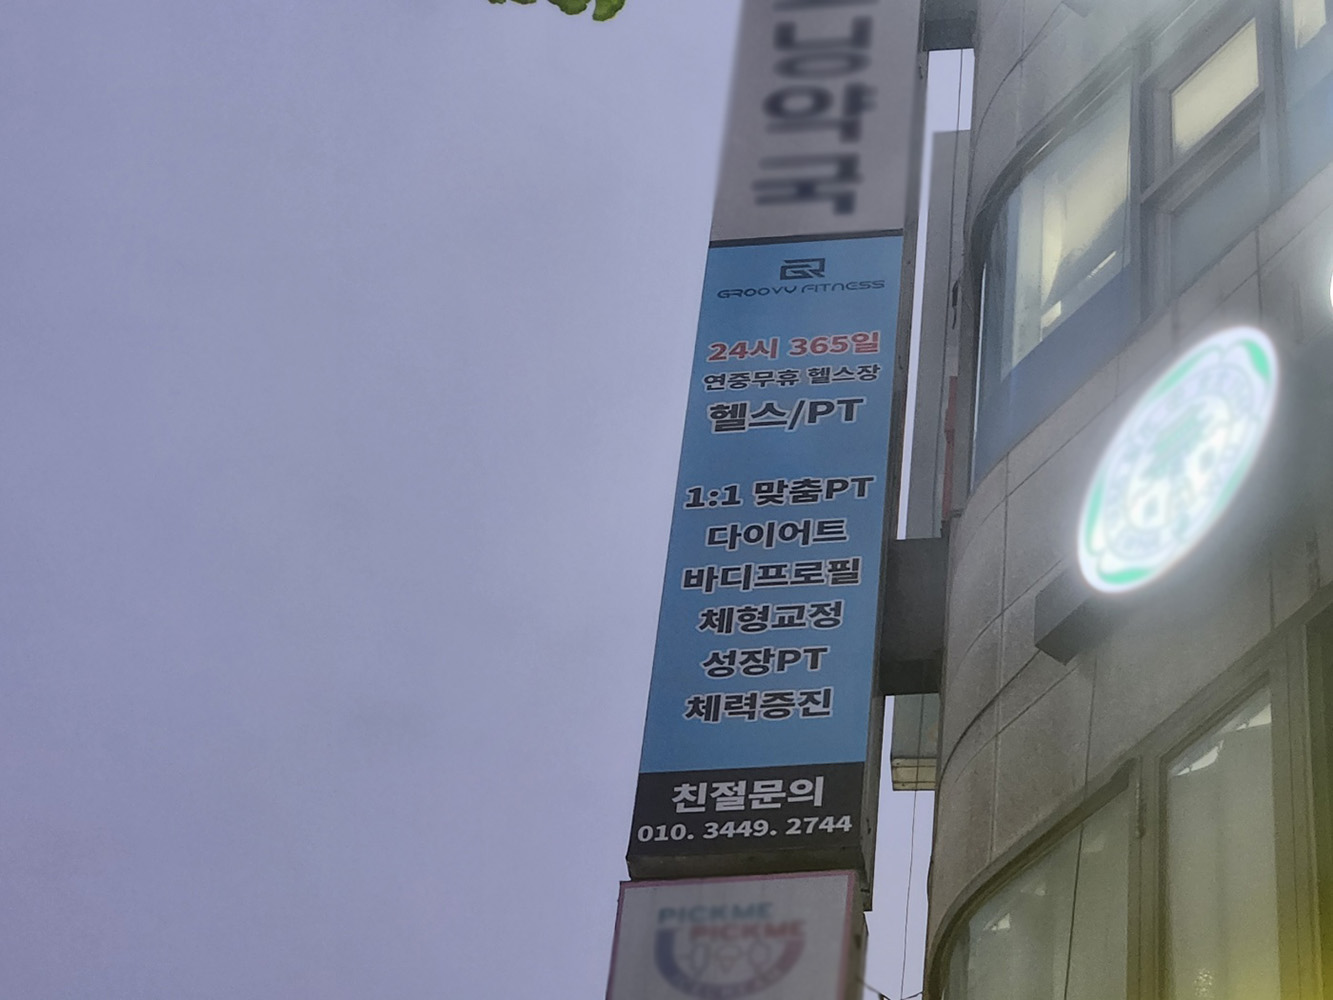 약국
GROOVY FITNESS
24시 365일
연중무휴 헬스장
헬스/PT
1:1 맞춤PT
다이어트
바디프로필
체형교정
성장PT
체력증진
친절문의
010. 3449. 2744
PICKME
PICKME